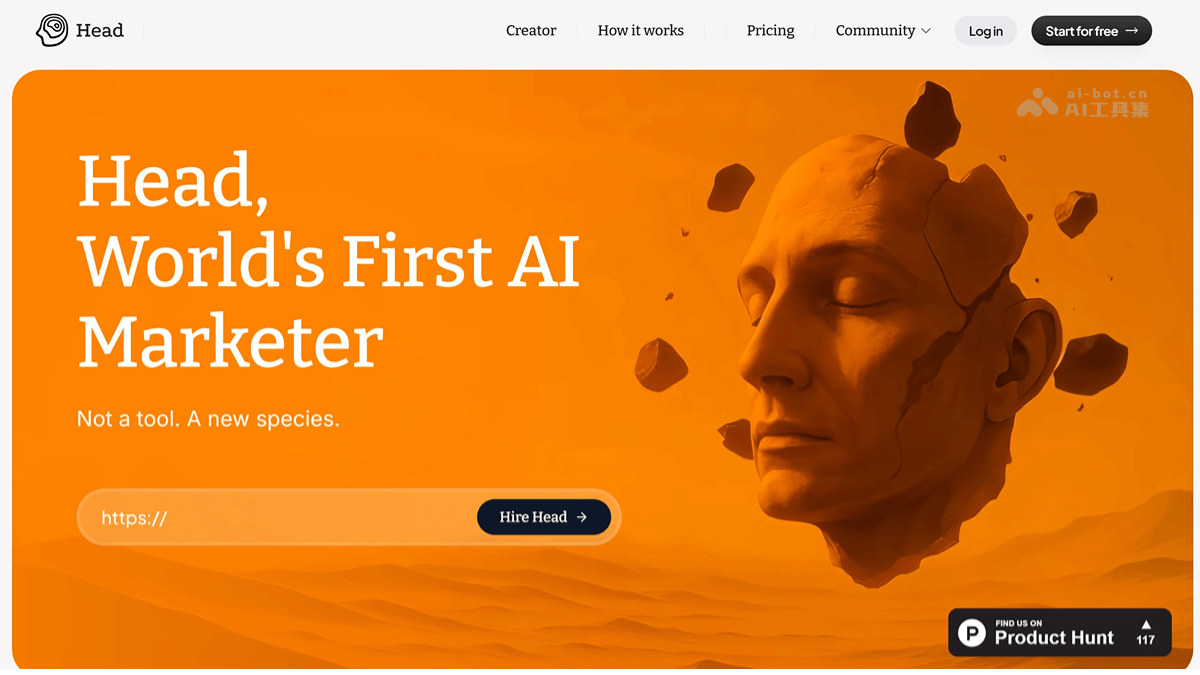 Head
Creator
How it works
Pricing
Community
Log in
Start for free →
ai-bot.cn
AI工具集
Head,
World's First AI
Marketer
Not a tool. A new species.
https://
Hire Head →
P
FIND US ON
Product Hunt
▲
117